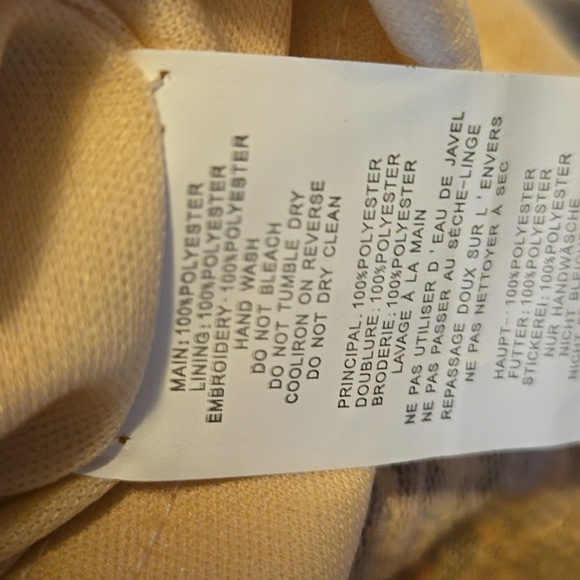 MAIN:100%POLYESTER
LINING:100%POLYESTER
EMBROIDERY:100%POLYESTER
HAND WASH
DO NOT BLEACH
DO NOT TUMBLE DRY
COOLIRON ON REVERSE
DO NOT DRY CLEAN
PRINCIPAL.100%POLYESTER
DOUBLURE:100%POLYESTER
BRODERIE:100%POLYESTER
LAVAGE À LA MAIN
NE PAS UTILISER D'EAU DE JAVEL
NE PAS PASSER AU SÉCHE-LINGE
REPASSAGE DOUX SUR L'ENVERS
NE PAS NETTOYER À SEC
HAUPT-:100%POLYESTER
FUTTER:100%POLYESTER
STICKEREI:100%POLYESTER
NUR HANDWÄSCHE
NICHT